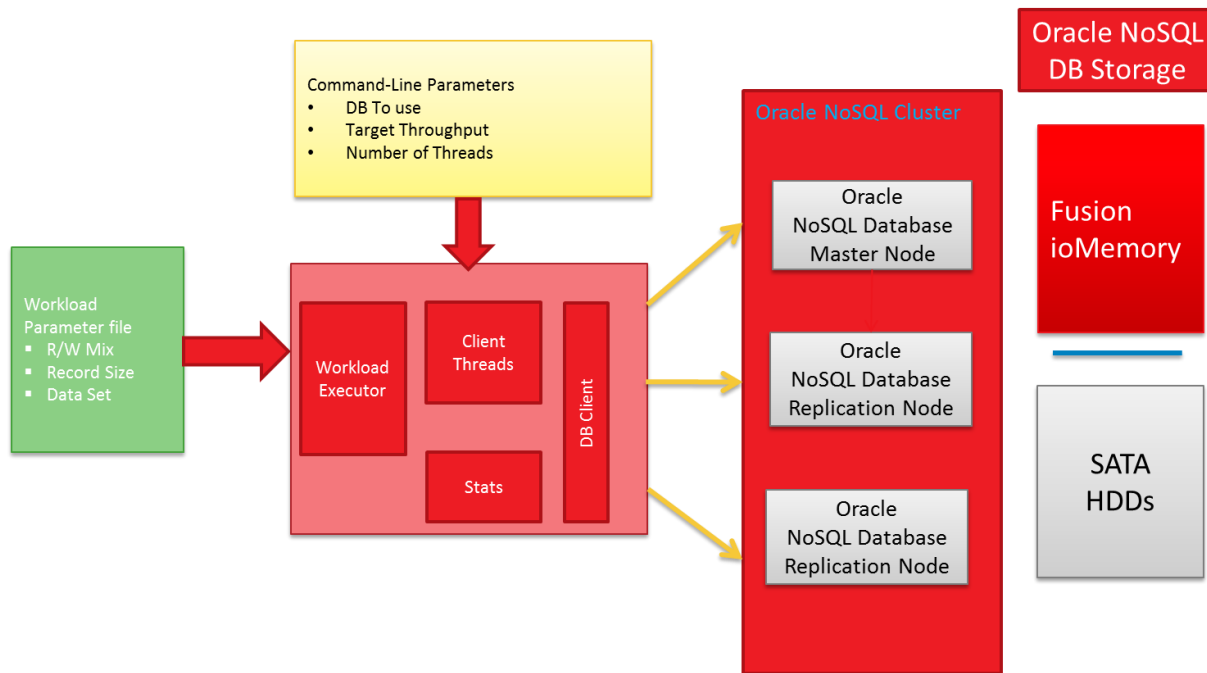 Oracle NoSQL
DB Storage
Command-Line Parameters
• DB To use
• Target Throughput
• Number of Threads
Workload
Parameter file
▪ R/W Mix
▪ Record Size
▪ Data Set
Workload
Executor
Client
Threads
Stats
DB Client
Oracle NoSQL Cluster
Oracle
NoSQL Database
Master Node
Oracle
NoSQL Database
Replication Node
Oracle
NoSQL Database
Replication Node
Fusion
ioMemory
SATA
HDDs